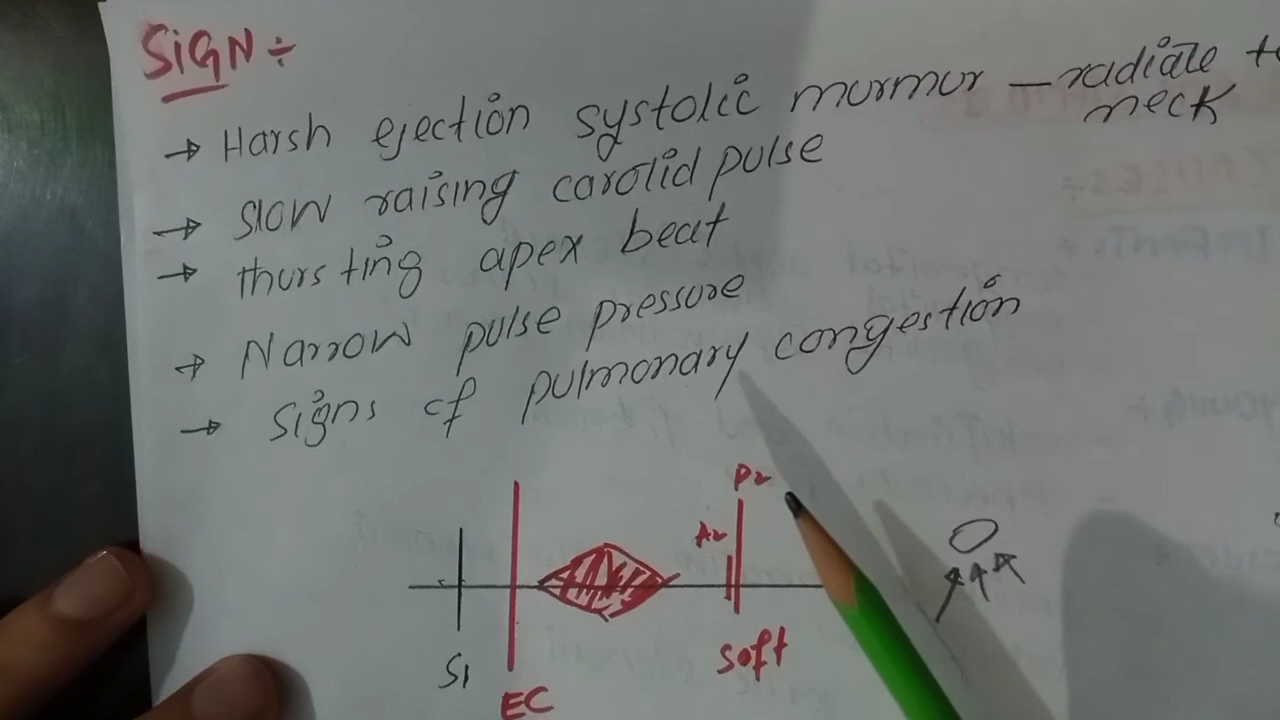 SiGN ÷
→ Harsh ejection systolic murmur – radiate to
neck
→ Slow raising carotid pulse
→ thursting apex beat
→ Narrow pulse pressure
→ Signs of pulmonary congestion
P2
A2
S1
EC
Soft